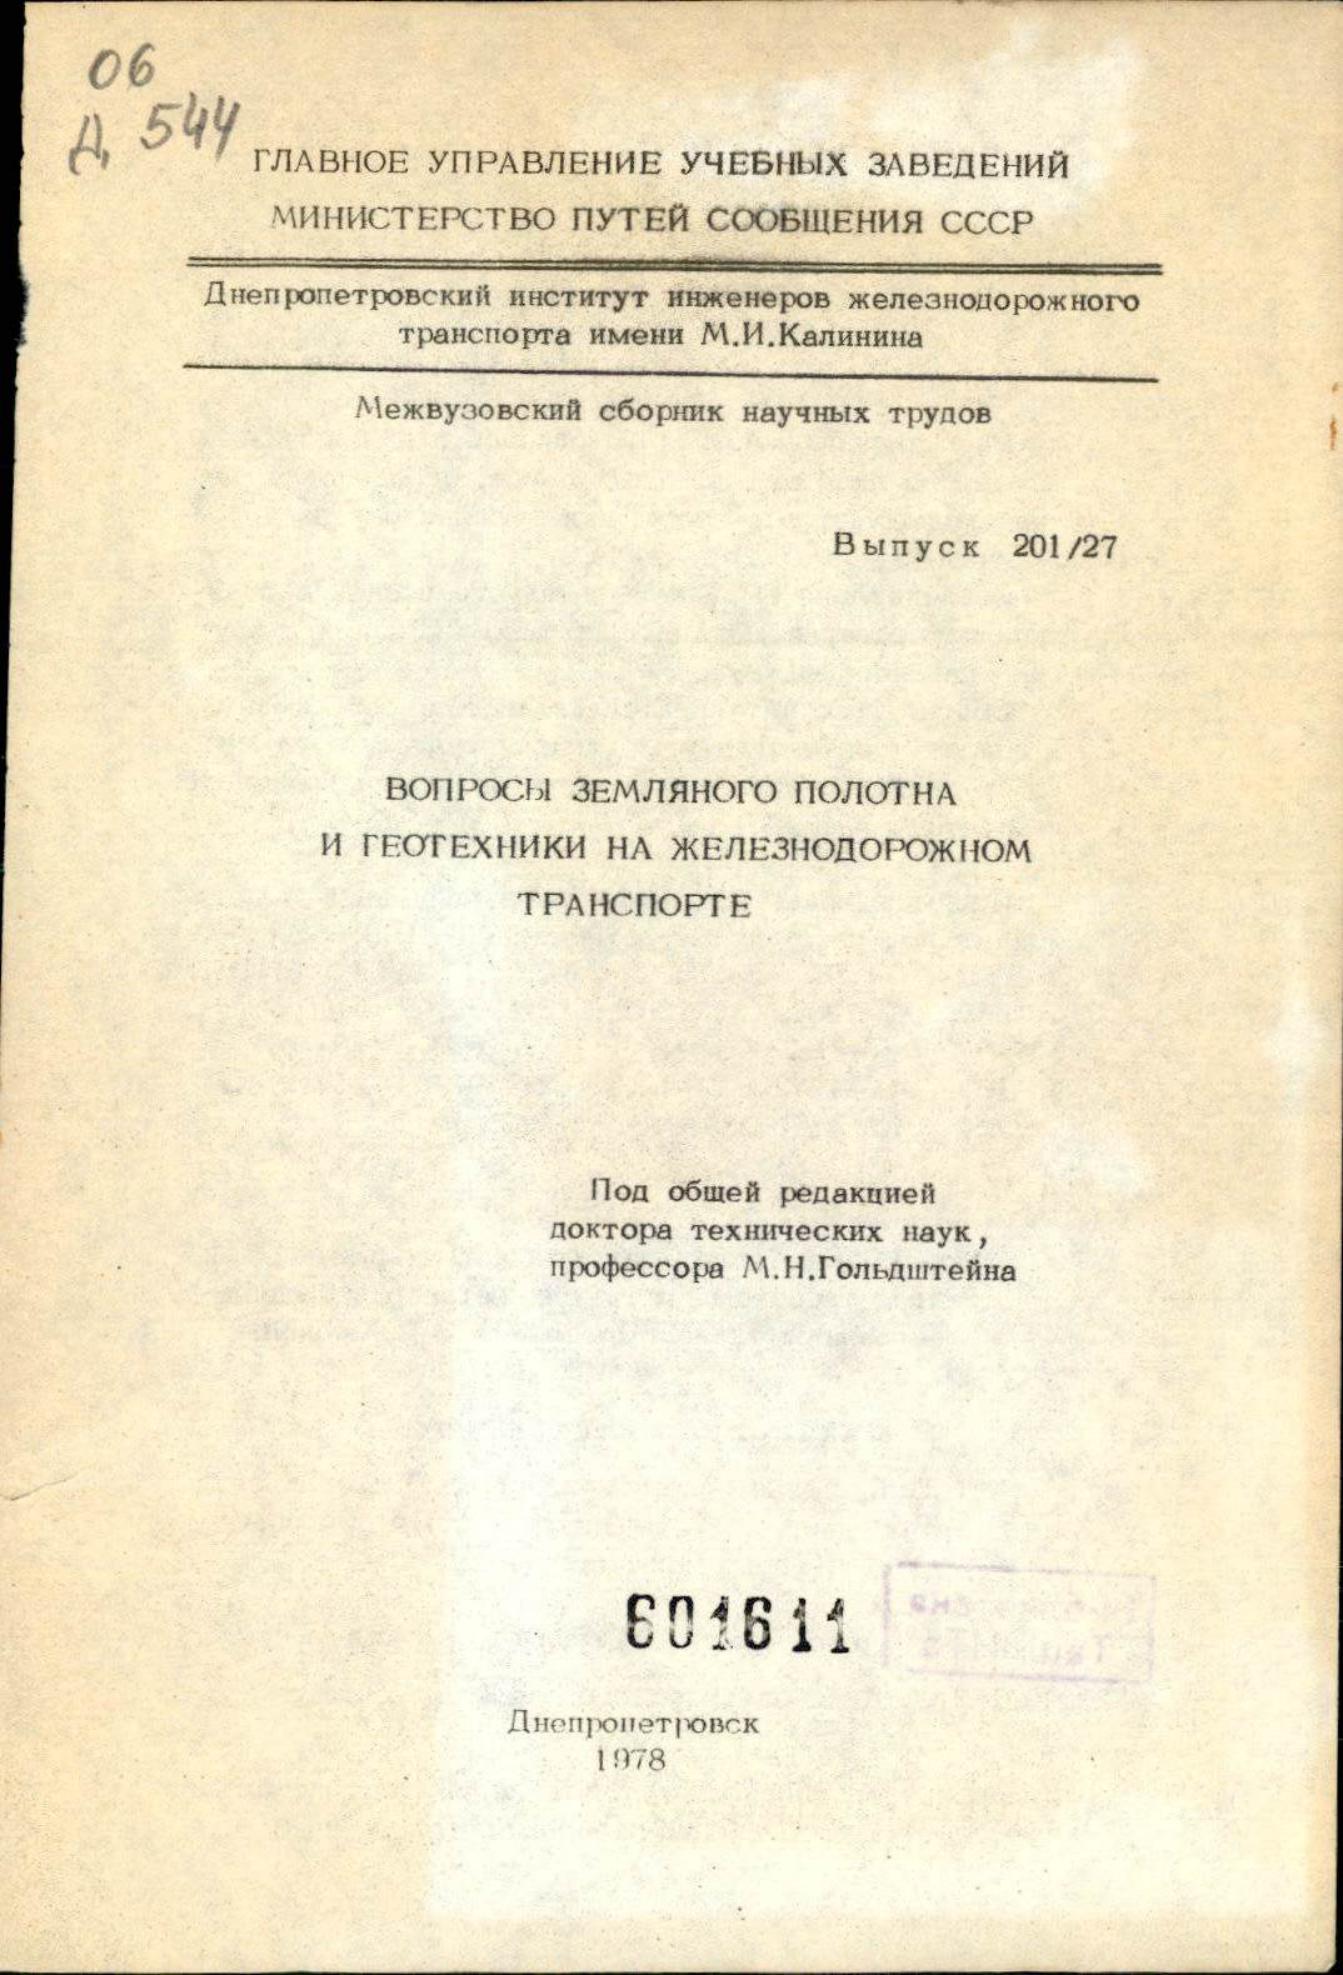 06
Д 544
ГЛАВНОЕ УПРАВЛЕНИЕ УЧЕБНЫХ ЗАВЕДЕНИЙ
МИНИСТЕРСТВО ПУТЕЙ СООБЩЕНИЯ СССР
Днепропетровский институт инженеров железнодорожного
транспорта имени М.И.Калинина
Межвузовский сборник научных трудов
Выпуск 201/27
ВОПРОСЫ ЗЕМЛЯНОГО ПОЛОТНА
И ГЕОТЕХНИКИ НА ЖЕЛЕЗНОДОРОЖНОМ
ТРАНСПОРТЕ
Под общей редакцией
доктора технических наук,
профессора М.Н.Гольдштейна
601611
Днепропетровск
1978